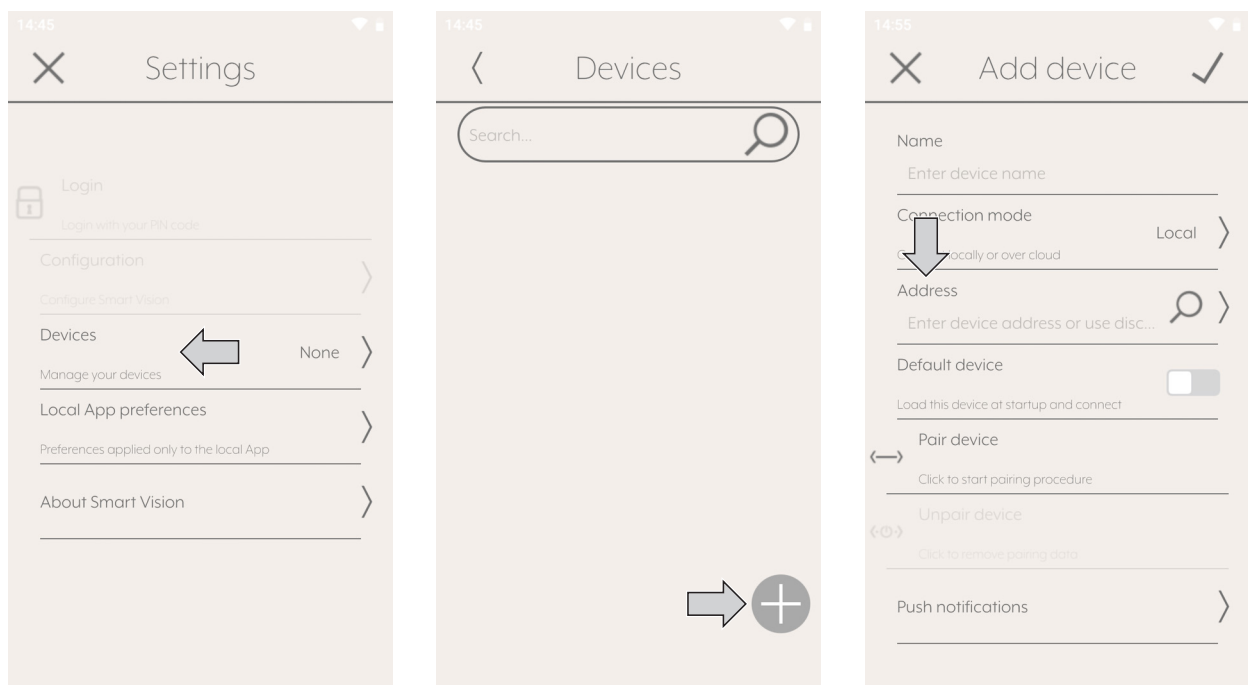 14:45
Settings
Login
Login with your PIN code
Configuration
Configure Smart Vision
Devices
None
Manage your devices
Local App preferences
Preferences applied only to the local App
About Smart Vision
14:45
Devices
Search...
14:55
Add device
Name
Enter device name
Connection mode
Local
locally or over cloud
Address
Enter device address or use disc...
Default device
Load this device at startup and connect
Pair device
Click to start pairing procedure
Unpair device
Click to remove pairing data
Push notifications